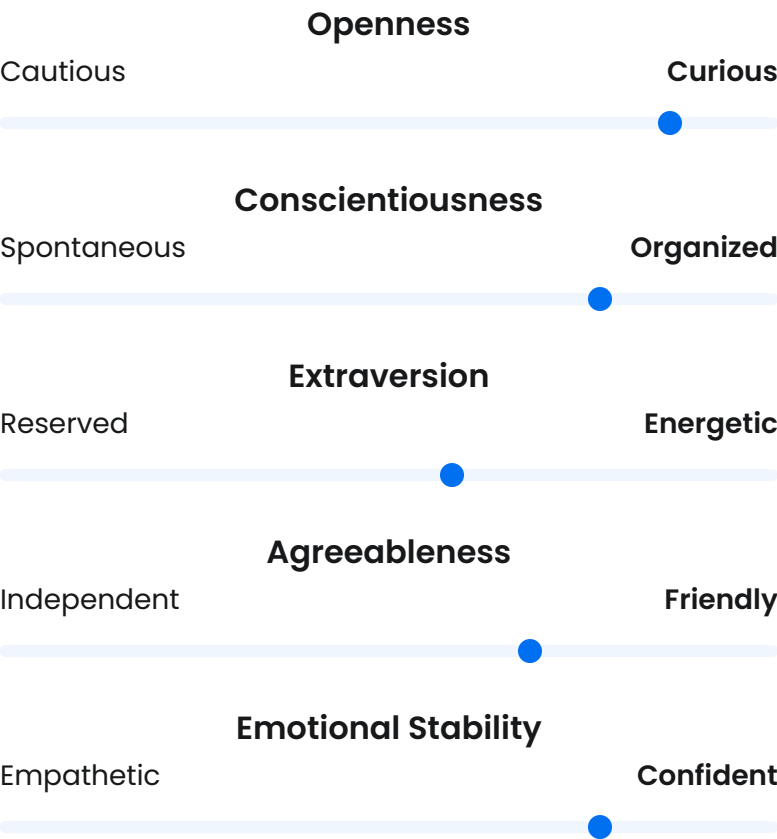 Openness
Cautious Curious
Conscientiousness
Spontaneous Organized
Extraversion
Reserved Energetic
Agreeableness
Independent Friendly
Emotional Stability
Empathetic Confident